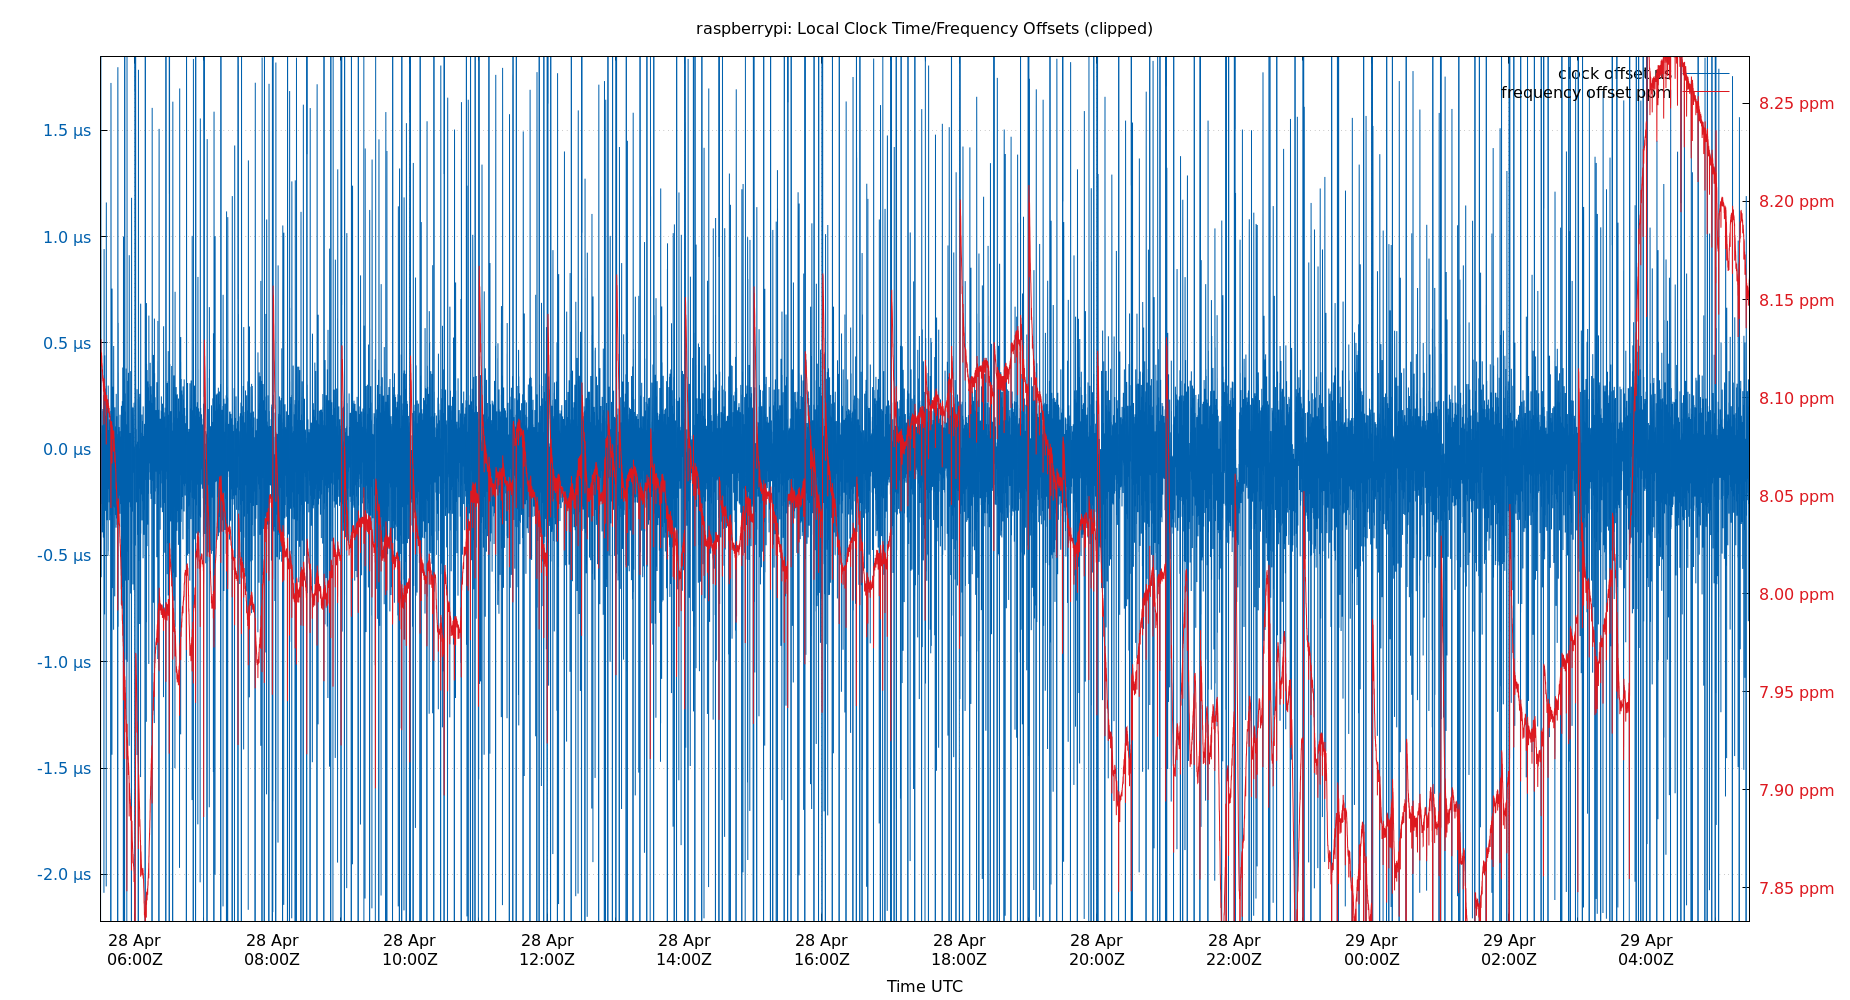 raspberrypi: Local Clock Time/Frequency Offsets (clipped)
clock offset µs
frequency offset ppm
1.5 µs
1.0 µs
0.5 µs
0.0 µs
-0.5 µs
-1.0 µs
-1.5 µs
-2.0 µs
8.25 ppm
8.20 ppm
8.15 ppm
8.10 ppm
8.05 ppm
8.00 ppm
7.95 ppm
7.90 ppm
7.85 ppm
28 Apr 28 Apr 28 Apr 28 Apr 28 Apr 28 Apr 28 Apr 28 Apr 28 Apr 29 Apr 29 Apr 29 Apr
06:00Z 08:00Z 10:00Z 12:00Z 14:00Z 16:00Z 18:00Z 20:00Z 22:00Z 00:00Z 02:00Z 04:00Z
Time UTC